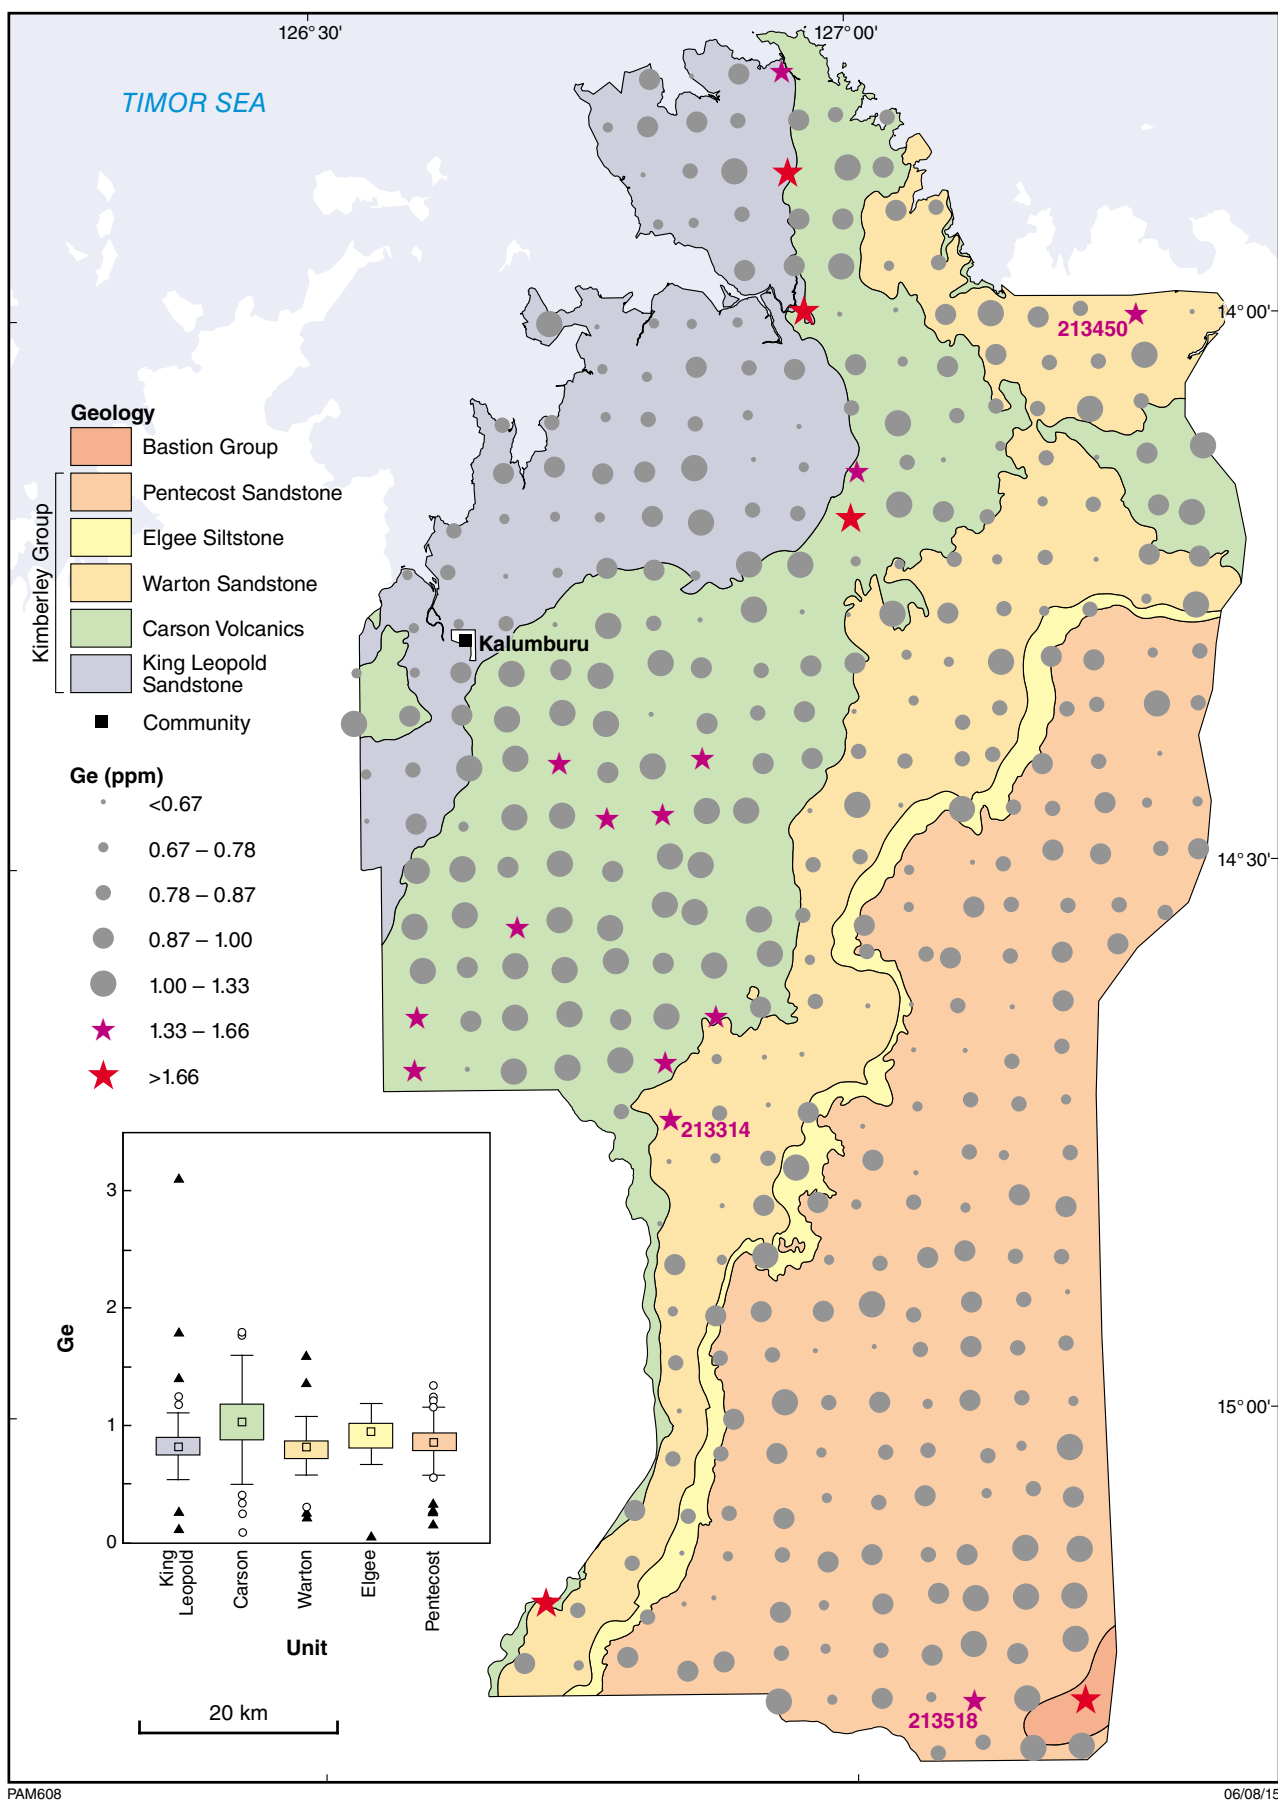 126°30'
127°00'
TIMOR SEA
14°00'
213450
Geology
Bastion Group
Kimberley Group
Pentecost Sandstone
Elgee Siltstone
Warton Sandstone
Carson Volcanics
King Leopold
Sandstone
Community
Kalumburu
Ge (ppm)
<0.67
0.67 – 0.78
0.78 – 0.87
0.87 – 1.00
1.00 – 1.33
1.33 – 1.66
>1.66
14°30'
213314
3
2
1
0
Ge
King
Leopold
Carson
Warton
Elgee
Pentecost
Unit
15°00'
20 km
213518
PAM608
06/08/15